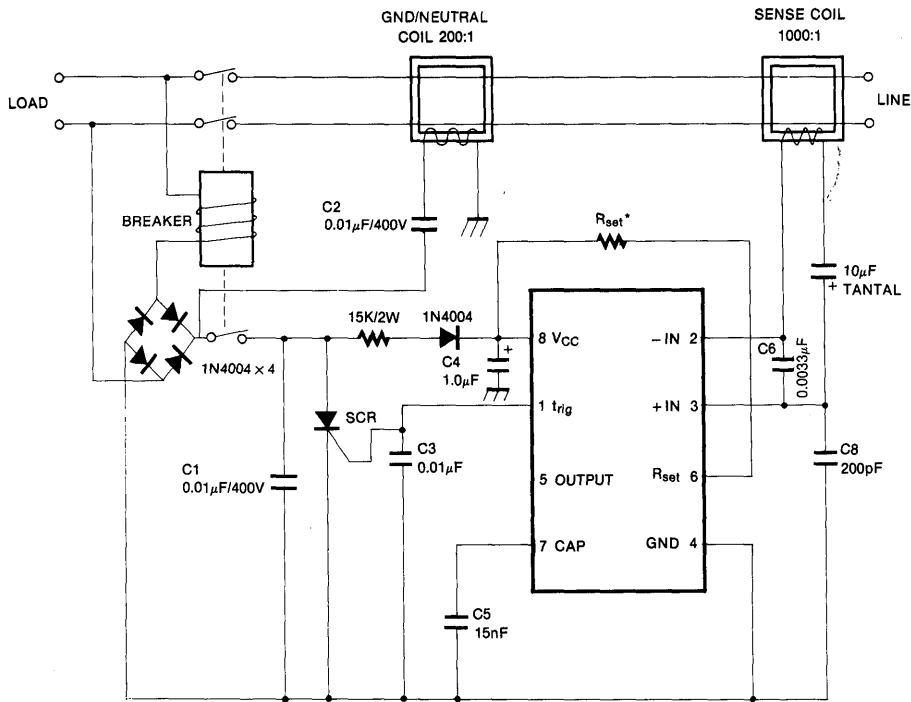 GND/NEUTRAL
COIL 200:1
SENSE COIL
1000:1
LOAD
LINE
BREAKER
C2
0.01μF/400V
Rset*
10μF
+ TANTAL
15K/2W
1N4004
1N4004 × 4
C4
1.0μF
+
8 VCC
-IN 2
C6
0.0033μF
1 trig
+IN 3
SCR
C3
0.01μF
C1
0.01μF/400V
5 OUTPUT
Rset 6
C8
200pF
7 CAP
GND 4
C5
15nF